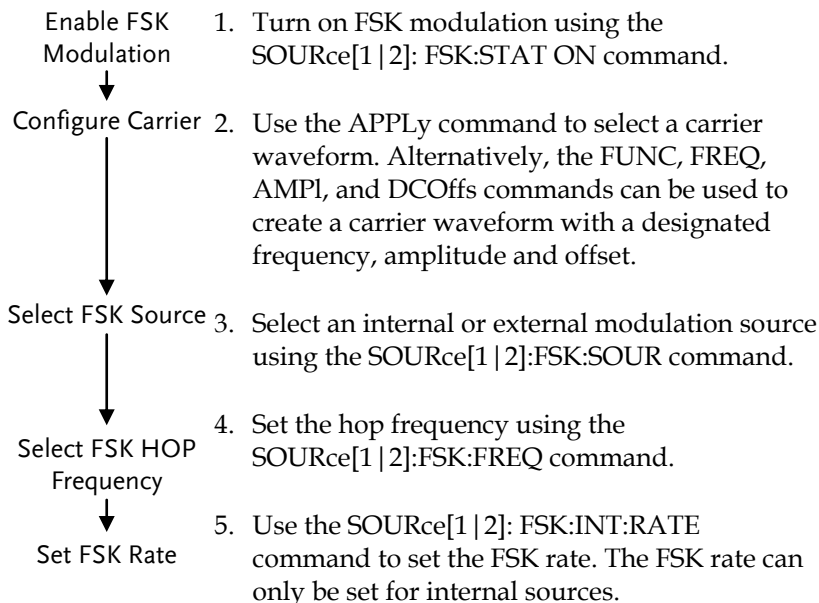 Enable FSK
Modulation
1. Turn on FSK modulation using the
SOURce[1|2]: FSK:STAT ON command.
Configure Carrier
2. Use the APPLy command to select a carrier
waveform. Alternatively, the FUNC, FREQ,
AMPl, and DCOffs commands can be used to
create a carrier waveform with a designated
frequency, amplitude and offset.
Select FSK Source
3. Select an internal or external modulation source
using the SOURce[1|2]:FSK:SOUR command.
Select FSK HOP
Frequency
4. Set the hop frequency using the
SOURce[1|2]:FSK:FREQ command.
Set FSK Rate
5. Use the SOURce[1|2]: FSK:INT:RATE
command to set the FSK rate. The FSK rate can
only be set for internal sources.